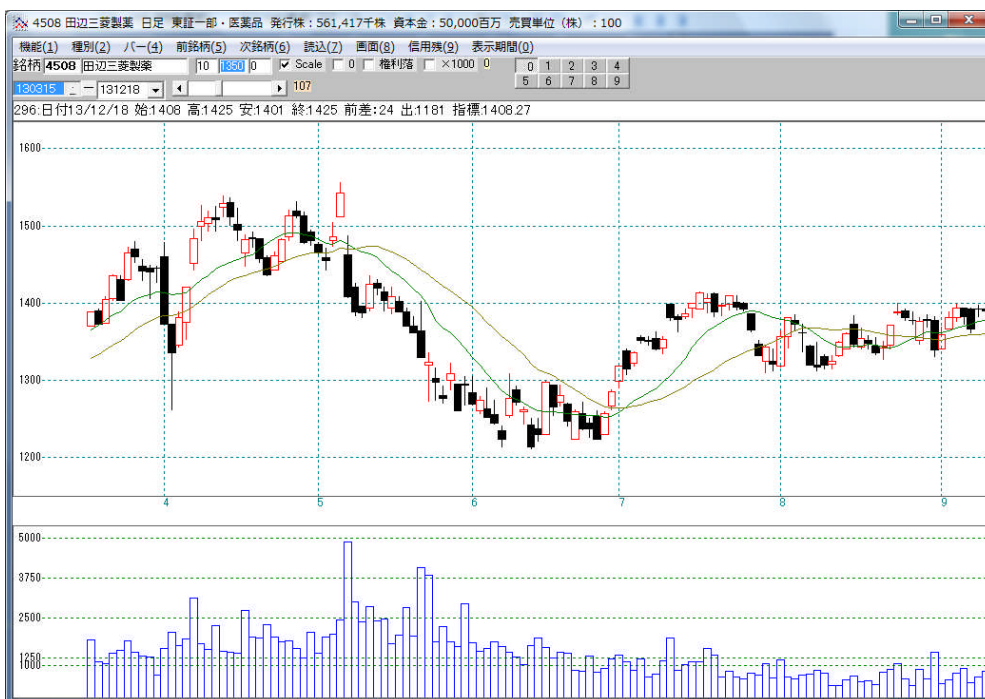 4508 田辺三菱製薬 日足 東証一部・医薬品 発行株：561,417千株 資本金：50,000百万 売買単位（株）：100
機能(1) 種別(2) バー(4) 前銘柄(5) 次銘柄(6) 読込(7) 画面(8) 信用残(9) 表示期間(0)
銘柄 4508 田辺三菱製薬 10 1350 0 Scale 0 権利落 ×1000 0 0 1 2 3 4
130315 － 131218 107 5 6 7 8 9
296:日付13/12/18 始:1408 高:1425 安:1401 終:1425 前差:24 出:1181 指標:1408.27
1600
1500
1400
1300
1200
4 5 6 7 8 9
5000
3750
2500
1250
1000